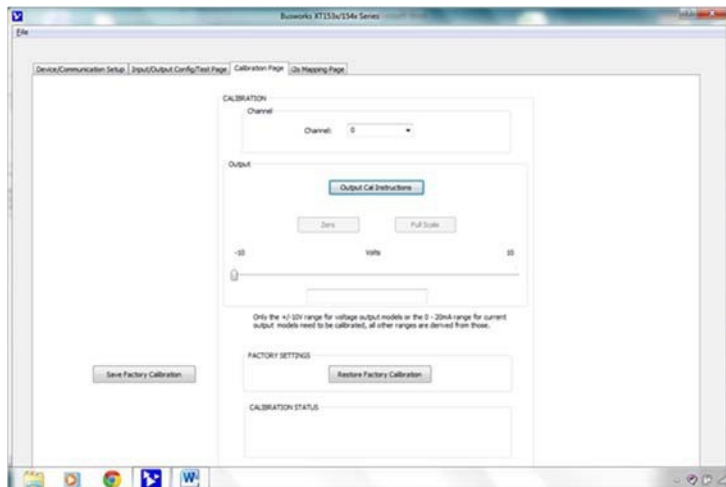 Busworks XT153x/154x Series
File
Device/Communication Setup
Input/Output Config/Test Page
Calibration Page
i2o Mapping Page
CALIBRATION
Channel
Channel:
0
Output
Output Cal Instructions
Zero
Full Scale
-10
Volts
10
Only the +/-10V range for voltage output models or the 0 - 20mA range for current
output models need to be calibrated, all other ranges are derived from those.
FACTORY SETTINGS
Save Factory Calibration
Restore Factory Calibration
CALIBRATION STATUS